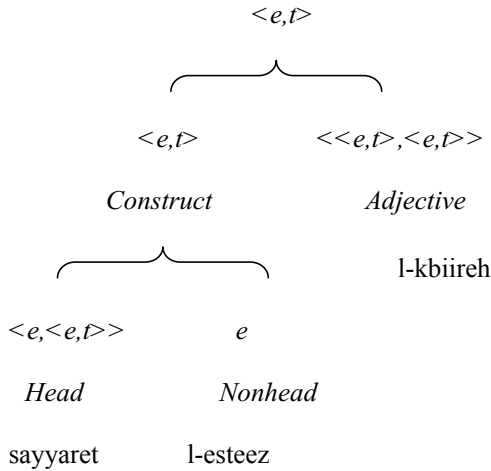 <e,t>
<e,t> <<e,t>,<e,t>>
Construct Adjective
l-kbiireh
<e,<e,t>> e
Head Nonhead
sayyaret l-esteez